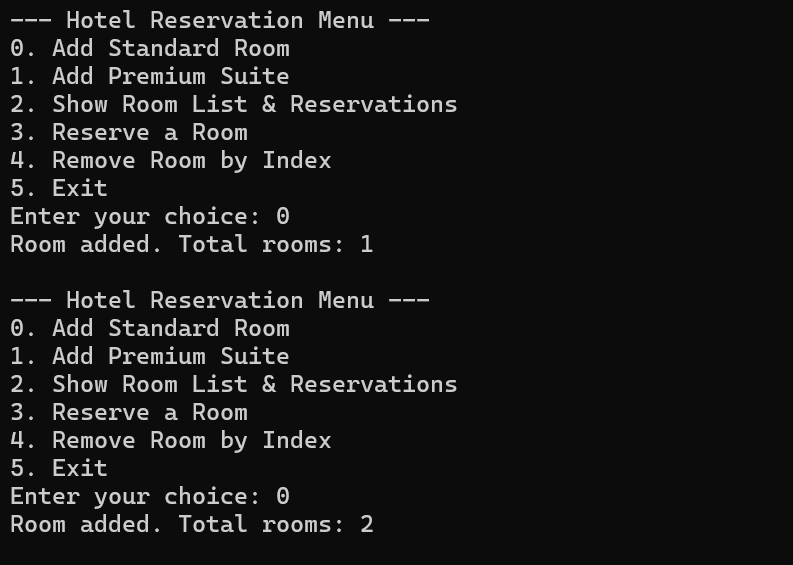 --- Hotel Reservation Menu ---
0. Add Standard Room
1. Add Premium Suite
2. Show Room List & Reservations
3. Reserve a Room
4. Remove Room by Index
5. Exit
Enter your choice: 0
Room added. Total rooms: 1
--- Hotel Reservation Menu ---
0. Add Standard Room
1. Add Premium Suite
2. Show Room List & Reservations
3. Reserve a Room
4. Remove Room by Index
5. Exit
Enter your choice: 0
Room added. Total rooms: 2